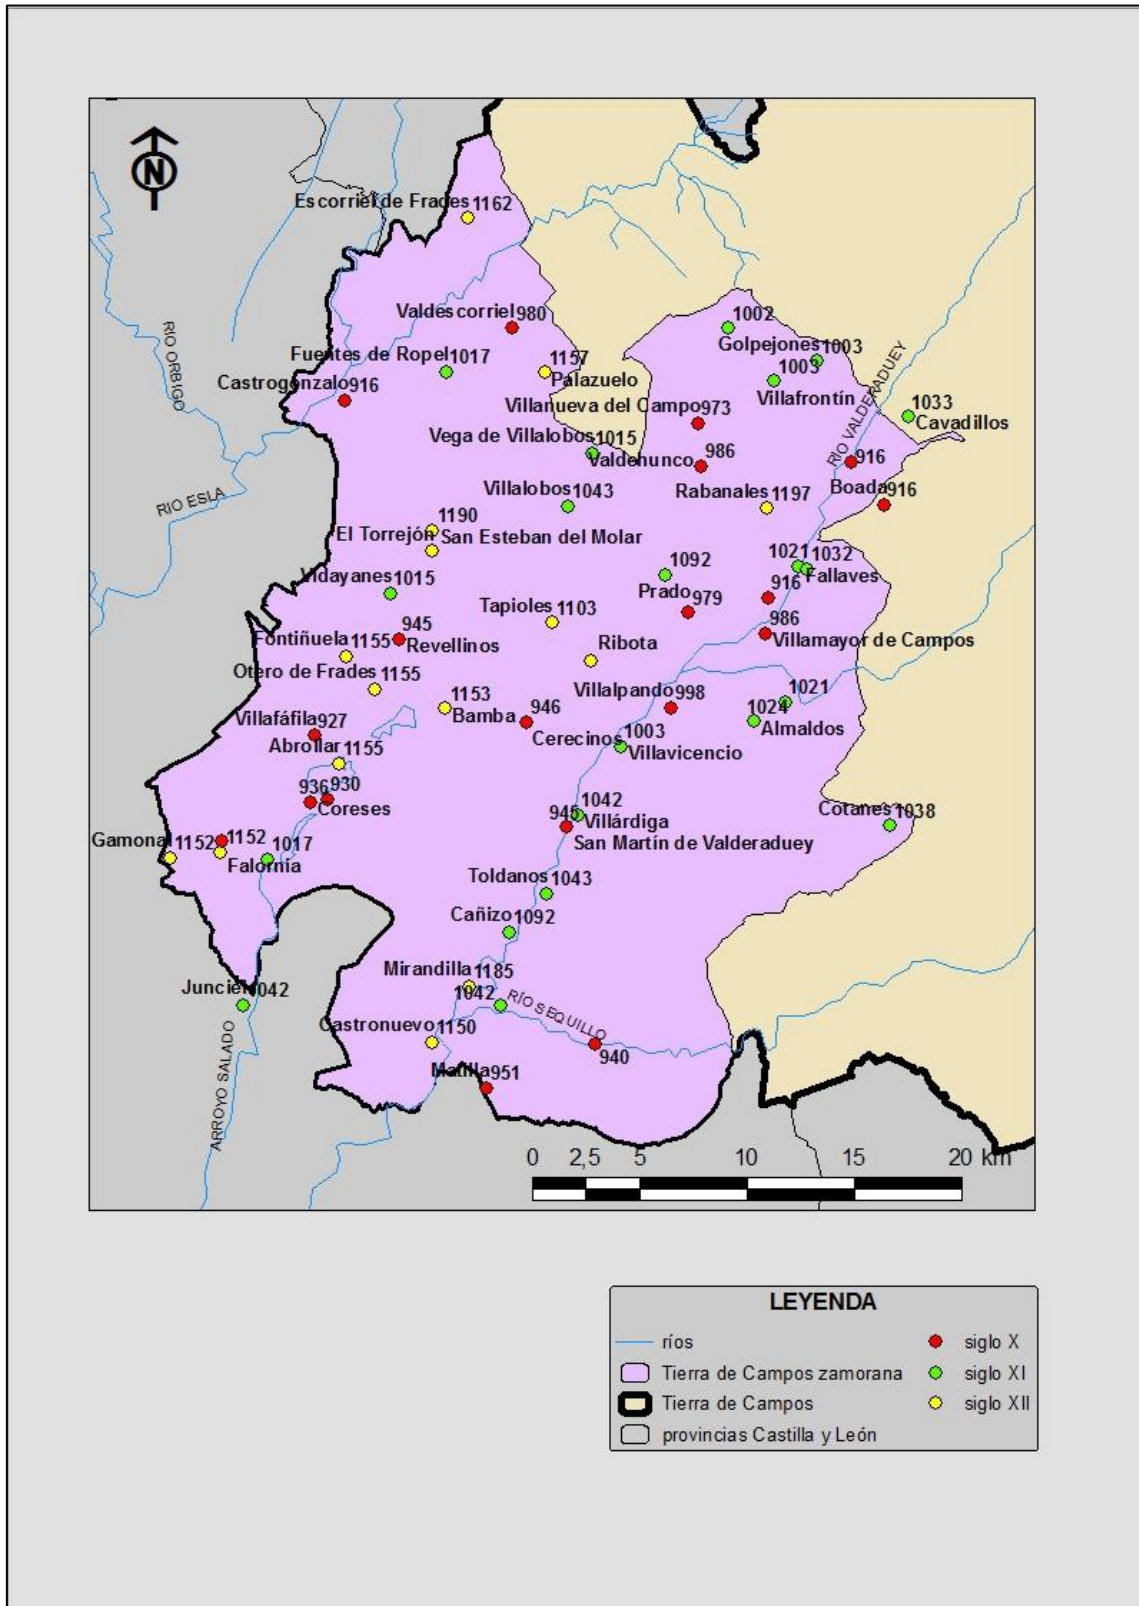 N
Escorriel de Frades 1162
Valdescorriel 980
1002
Golpejones 1003
Fuentes de Ropel 1017
1157
Palazuelo
1003
Villafrontín
Castrogonzalo 916
Villanueva del Campo 973
1033
Cavadillos
RIO ORBIGO
RIO VALDERADUEY
Vega de Villalobos 1015
Valdehunco 986
916
Boada 916
Villalobos 1043
Rabanales 1197
RIO ESLA
1190
El Torrejón San Esteban del Molar
1021 1032
Fallaves
Vidayanes 1015
1092
Prado 979
916
Tapioles 1103
986
Villamayor de Campos
945
Revellinos
Fontiñuela 1155
Ribota
Otero de Frades 1155
Villalpando 998
1021
1024
Almaldos
1153
Bamba
946
Cerecinos
1003
Villavicencio
Villafáfila 927
Abrollar 1155
936 930
Coreses
1042
Villárdiga
945
San Martín de Valderaduey
Cotanes 1038
Gamonal 1152
1152
Falornia
1017
Toldanos 1043
Cañizo 1092
Mirandilla 1185
1042
RÍO SEQUILLO
Junciel 1042
ARROYO SALADO
Castronuevo 1150
940
Matilla 951
0 2,5 5 10 15 20 km
LEYENDA
ríos
siglo X
Tierra de Campos zamorana
siglo XI
Tierra de Campos
siglo XII
provincias Castilla y León